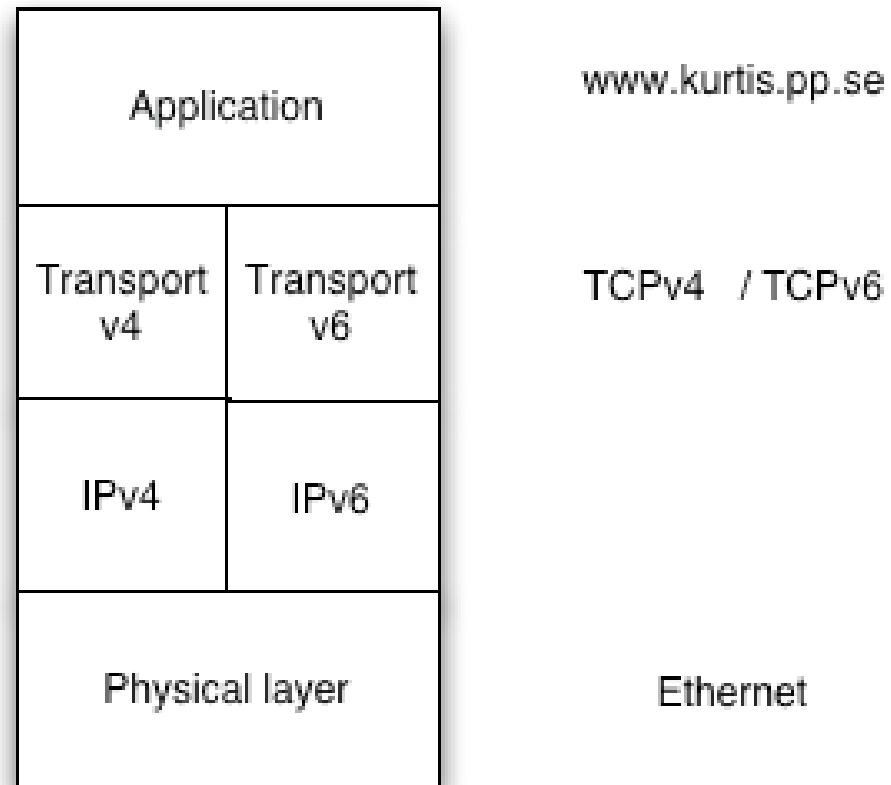 Application
www.kurtis.pp.se
Transport
v4
Transport
v6
TCPv4 / TCPv6
IPv4
IPv6
Physical layer
Ethernet